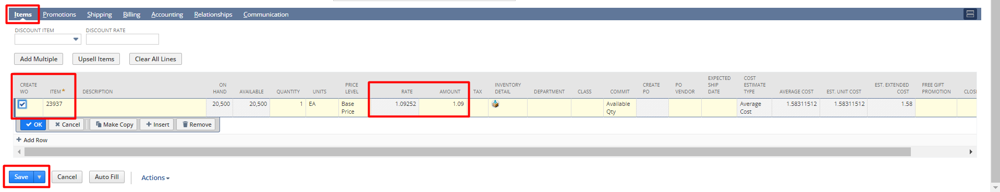 Items Promotions Shipping Billing Accounting Relationships Communication
DISCOUNT ITEM DISCOUNT RATE
Add Multiple Upsell Items Clear All Lines
CREATE WO ITEM* DESCRIPTION ON HAND AVAILABLE QUANTITY UNITS PRICE LEVEL RATE AMOUNT TAX INVENTORY DETAIL DEPARTMENT CLASS COMMIT CREATE PO PO VENDOR EXPECTED SHIP DATE COST ESTIMATE TYPE AVERAGE COST EST. UNIT COST EST. EXTENDED COST FREE GIFT PROMOTION CLOS
23937 20,500 20,500 1 EA Base Price 1.09252 1.09 Available Qty Average Cost 1.58311512 1.58311512 1.58
OK Cancel Make Copy Insert Remove
Add Row
Save Cancel Auto Fill Actions